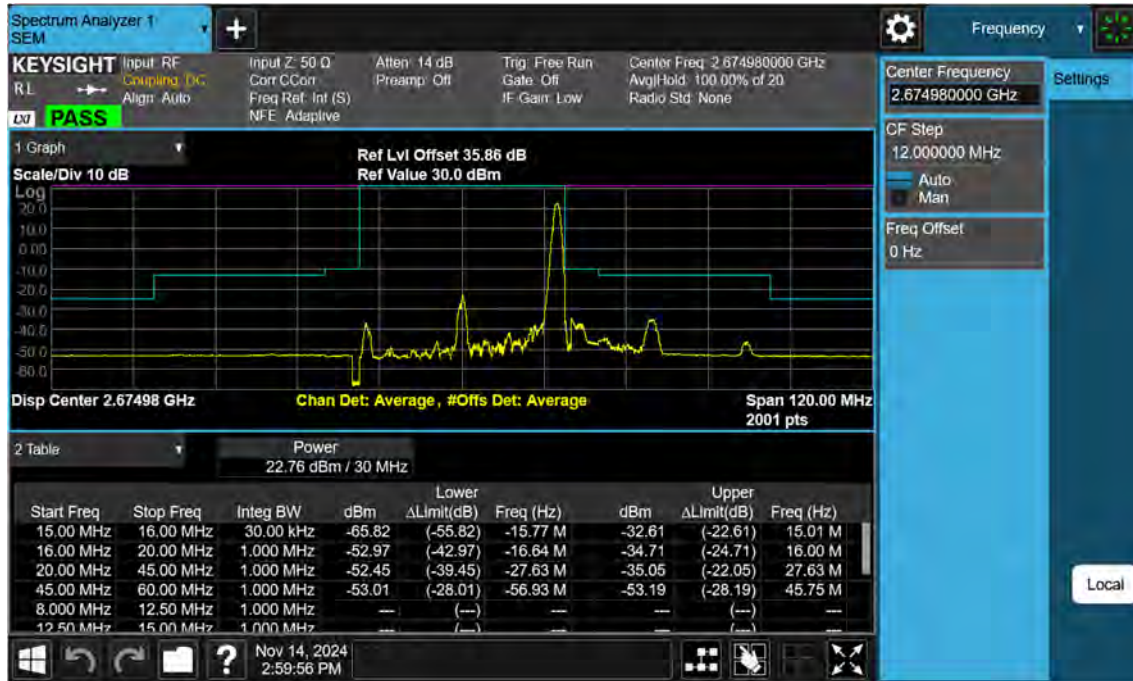 Spectrum Analyzer 1
SEM
Frequency
KEYSIGHT
RL
LXI PASS
Input: RF
Coupling: DC
Align: Auto
Input Z: 50 Ω
Corr CCorr
Freq Ref: Int (S)
NFE: Adaptive
Atten: 14 dB
Preamp: Off
Trig: Free Run
Gate: Off
IF Gain: Low
Center Freq: 2.674980000 GHz
Avg|Hold: 100.00% of 20
Radio Std: None
Center Frequency
2.674980000 GHz
Settings
CF Step
12.000000 MHz
Auto
Man
Freq Offset
0 Hz
Local
1 Graph
Scale/Div 10 dB
Ref Lvl Offset 35.86 dB
Ref Value 30.0 dBm
Log
20.0
10.0
0.00
-10.0
-20.0
-30.0
-40.0
-50.0
-60.0
Disp Center 2.67498 GHz
Chan Det: Average, #Offs Det: Average
Span 120.00 MHz
2001 pts
2 Table
Power
22.76 dBm / 30 MHz
Lower Upper
Start Freq Stop Freq Integ BW dBm ΔLimit(dB) Freq (Hz) dBm ΔLimit(dB) Freq (Hz)
15.00 MHz 16.00 MHz 30.00 kHz -65.82 (-55.82) -15.77 M -32.61 (-22.61) 15.01 M
16.00 MHz 20.00 MHz 1.000 MHz -52.97 (-42.97) -16.64 M -34.71 (-24.71) 16.00 M
20.00 MHz 45.00 MHz 1.000 MHz -52.45 (-39.45) -27.63 M -35.05 (-22.05) 27.63 M
45.00 MHz 60.00 MHz 1.000 MHz -53.01 (-28.01) -56.93 M -53.19 (-28.19) 45.75 M
8.000 MHz 12.50 MHz 1.000 MHz --- (---) --- --- (---) ---
12.50 MHz 15.00 MHz 1.000 MHz --- (---) --- --- (---) ---
?
Nov 14, 2024
2:59:56 PM